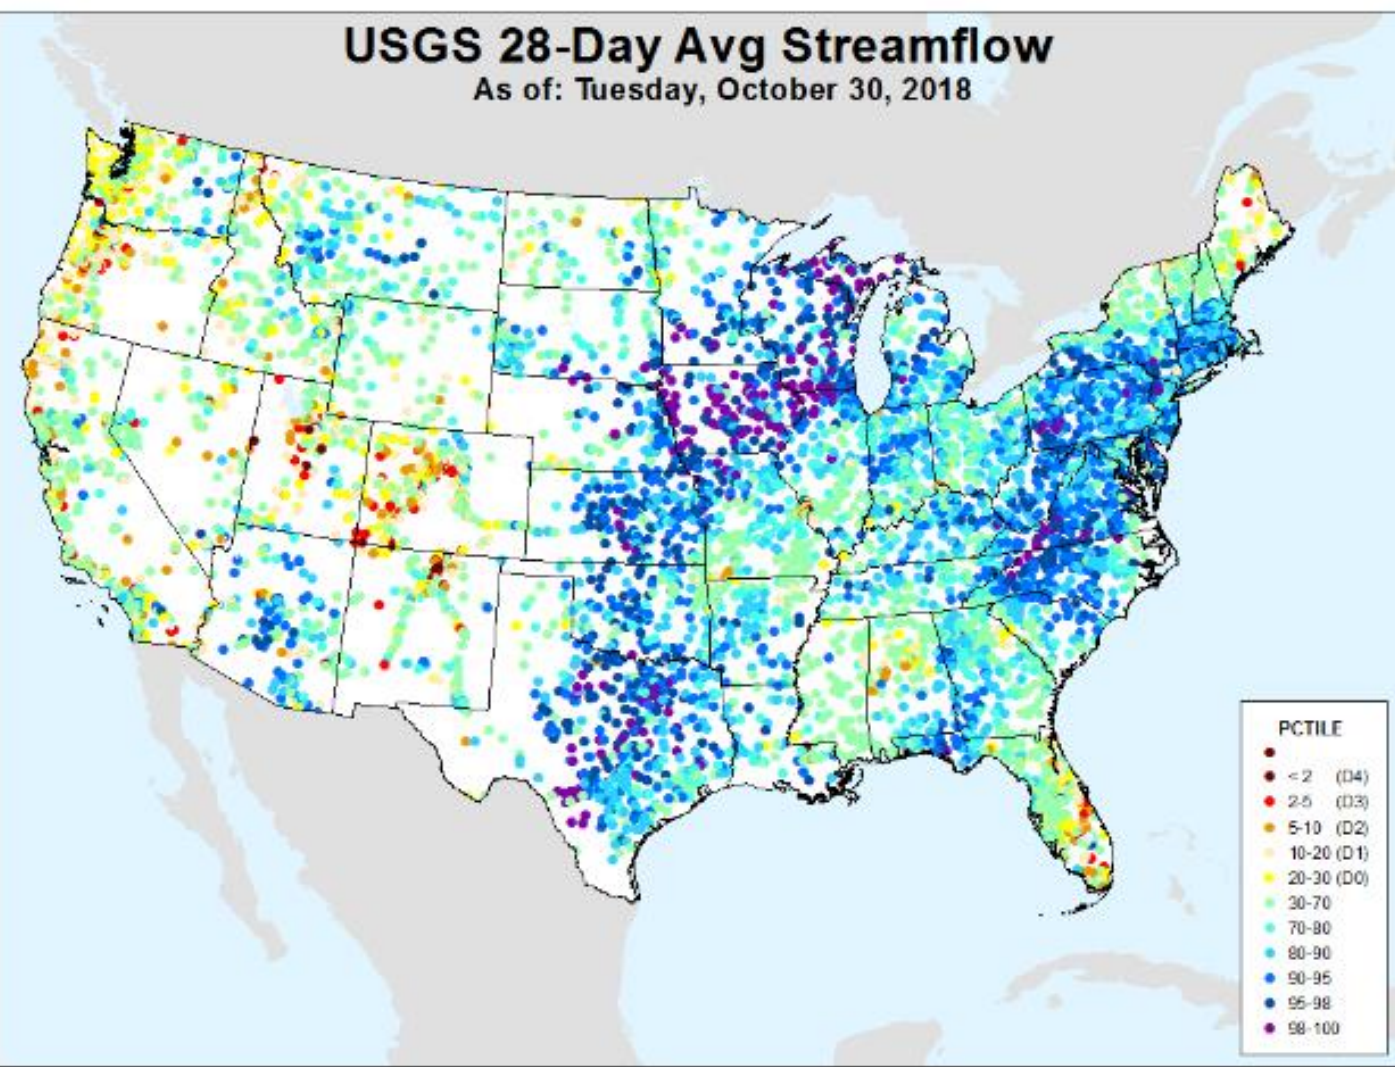 USGS 28-Day Avg Streamflow
As of: Tuesday, October 30, 2018
PCTILE
< 2 (D4)
2-5 (D3)
5-10 (D2)
10-20 (D1)
20-30 (D0)
30-70
70-80
80-90
90-95
95-98
98-100